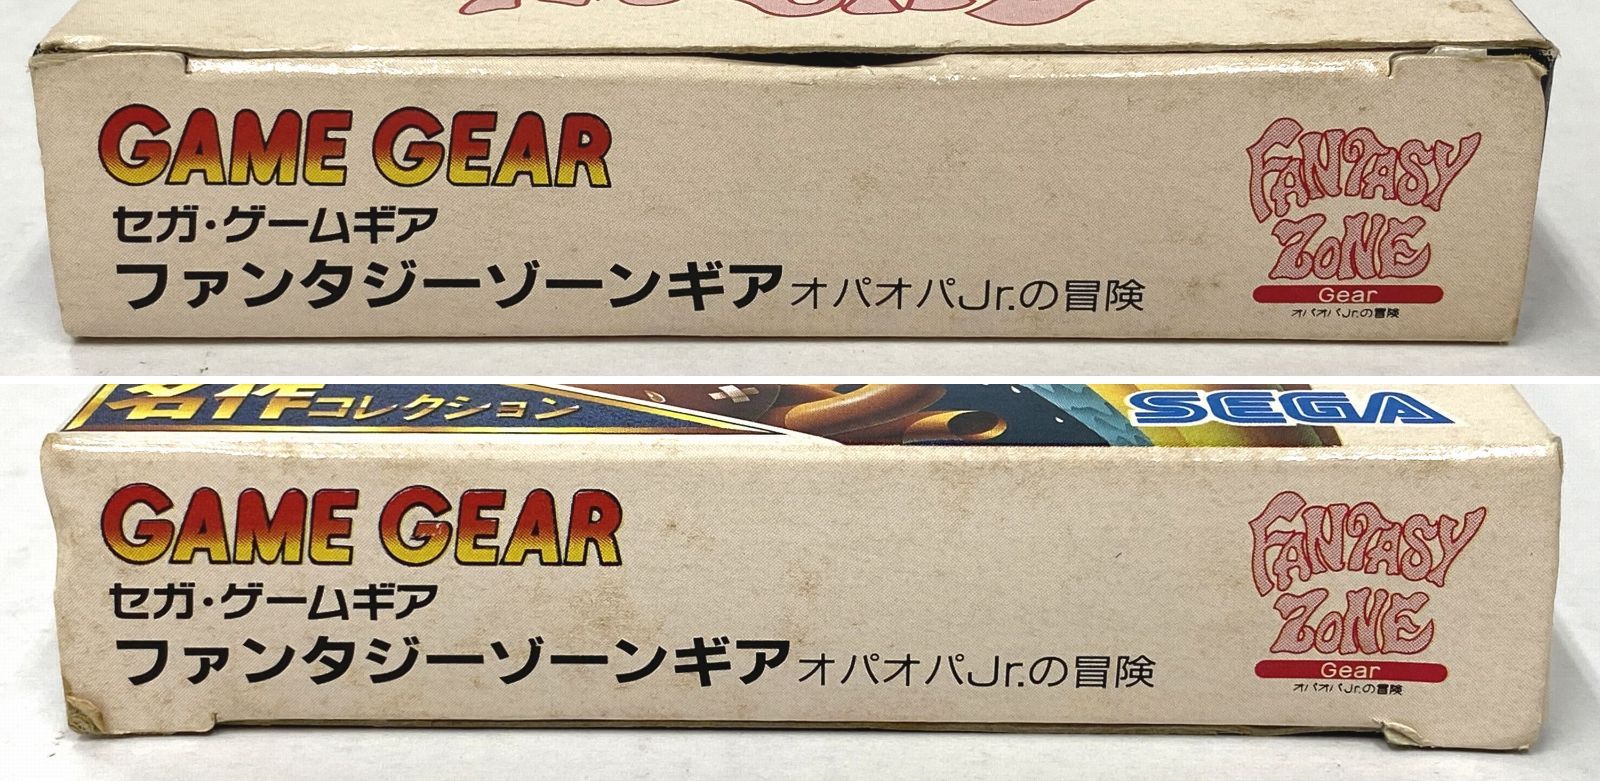 GAME GEAR
セガ・ゲームギア
ファンタジーゾーンギア オパオパJr.の冒険
FANTASY
ZONE
Gear
オパオパJr.の冒険
名作コレクション
SEGA
GAME GEAR
セガ・ゲームギア
ファンタジーゾーンギア オパオパJr.の冒険
FANTASY
ZONE
Gear
オパオパJr.の冒険